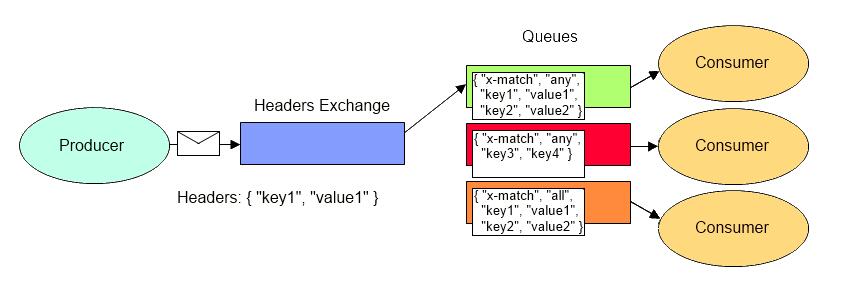 Queues
Consumer
{ "x-match", "any",
"key1", "value1",
"key2", "value2" }
Headers Exchange
Producer
{ "x-match", "any",
"key3", "key4" }
Consumer
Headers: { "key1", "value1" }
{ "x-match", "all",
"key1", "value1",
"key2", "value2" }
Consumer